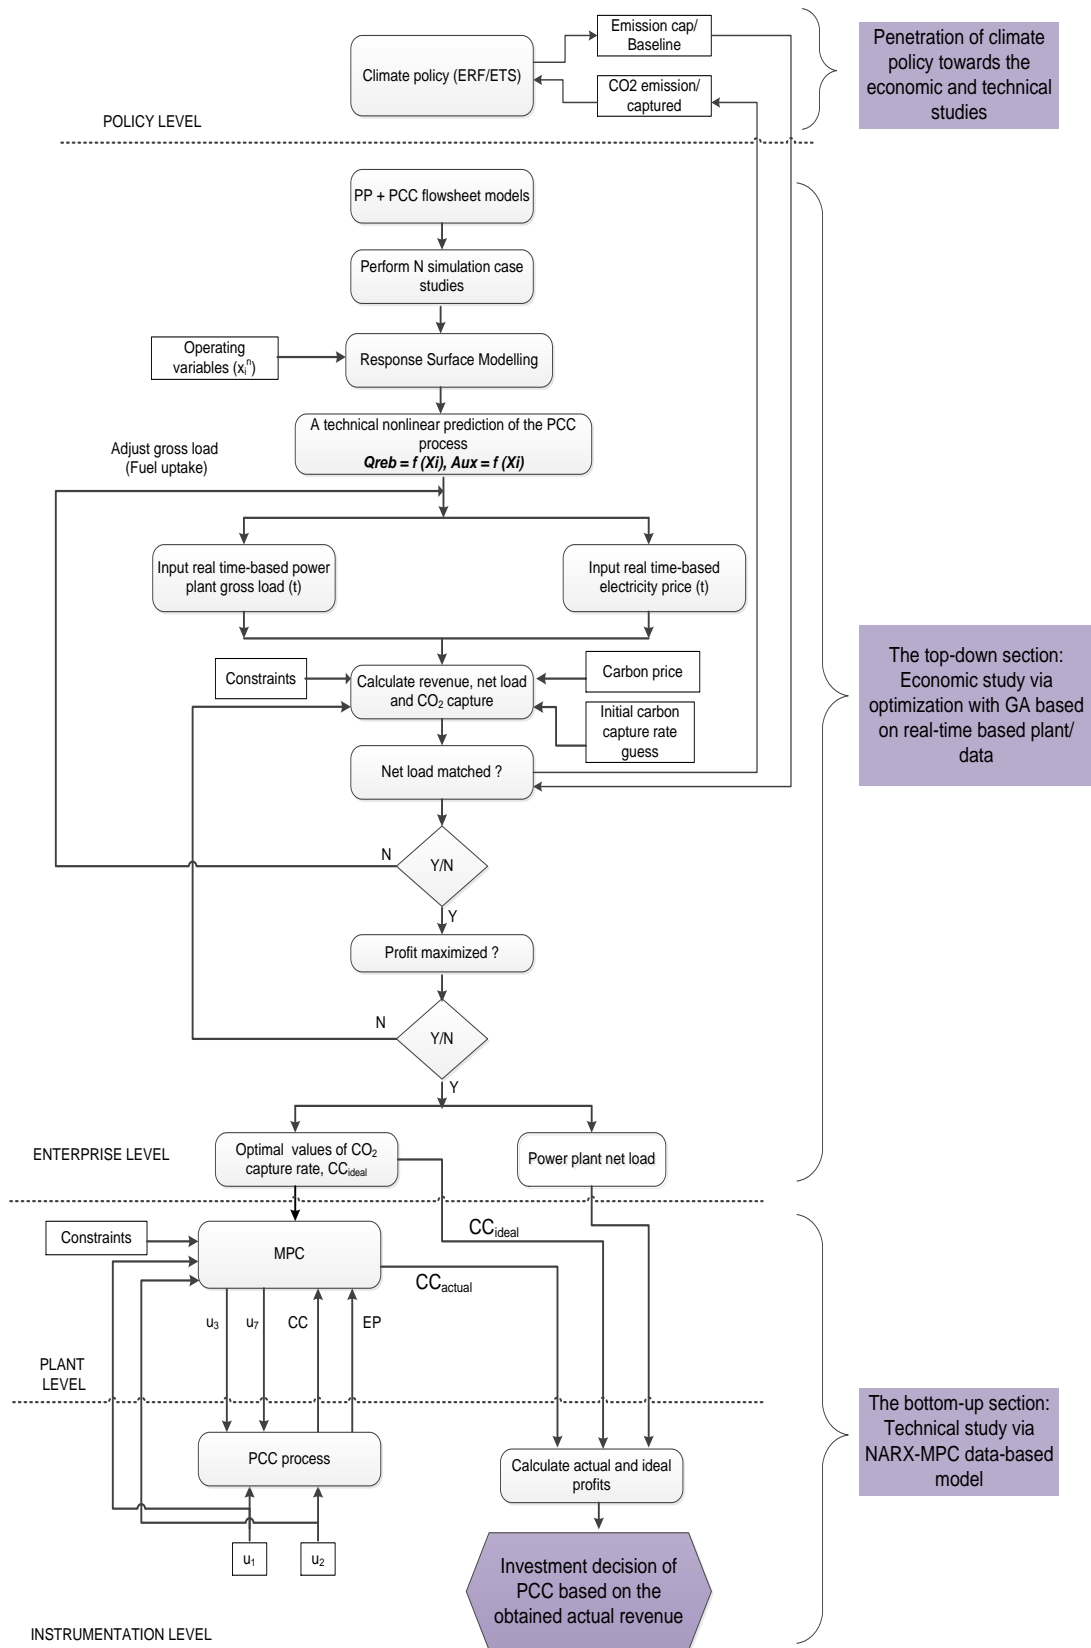 Emission cap/
Baseline
Climate policy (ERF/ETS)
CO2 emission/
captured
POLICY LEVEL
Penetration of climate
policy towards the
economic and technical
studies
PP + PCC flowsheet models
Perform N simulation case
studies
Operating
variables (xᵢⁿ)
Response Surface Modelling
A technical nonlinear prediction of the PCC
process
Qreb = f (Xi), Aux = f (Xi)
Adjust gross load
(Fuel uptake)
Input real time-based power
plant gross load (t)
Input real time-based
electricity price (t)
Constraints
Calculate revenue, net load
and CO₂ capture
Carbon price
Initial carbon
capture rate
guess
Net load matched ?
N
Y/N
Y
Profit maximized ?
N
Y/N
Y
The top-down section:
Economic study via
optimization with GA based
on real-time based plant/
data
ENTERPRISE LEVEL
Optimal values of CO₂
capture rate, CC_ideal
Power plant net load
Constraints
MPC
CC_ideal
CC_actual
u₃
u₇
CC
EP
PLANT
LEVEL
PCC process
Calculate actual and ideal
profits
The bottom-up section:
Technical study via
NARX-MPC data-based
model
u₁
u₂
Investment decision of
PCC based on the
obtained actual revenue
INSTRUMENTATION LEVEL